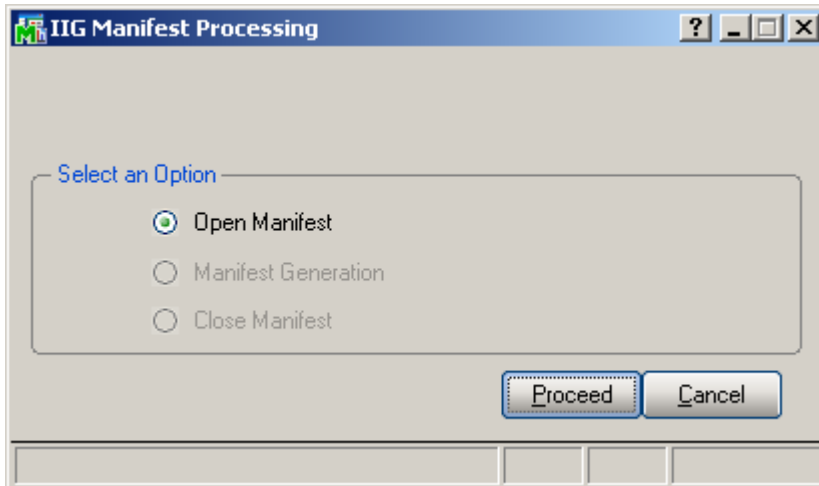 IIG Manifest Processing
Select an Option
Open Manifest
Manifest Generation
Close Manifest
Proceed Cancel